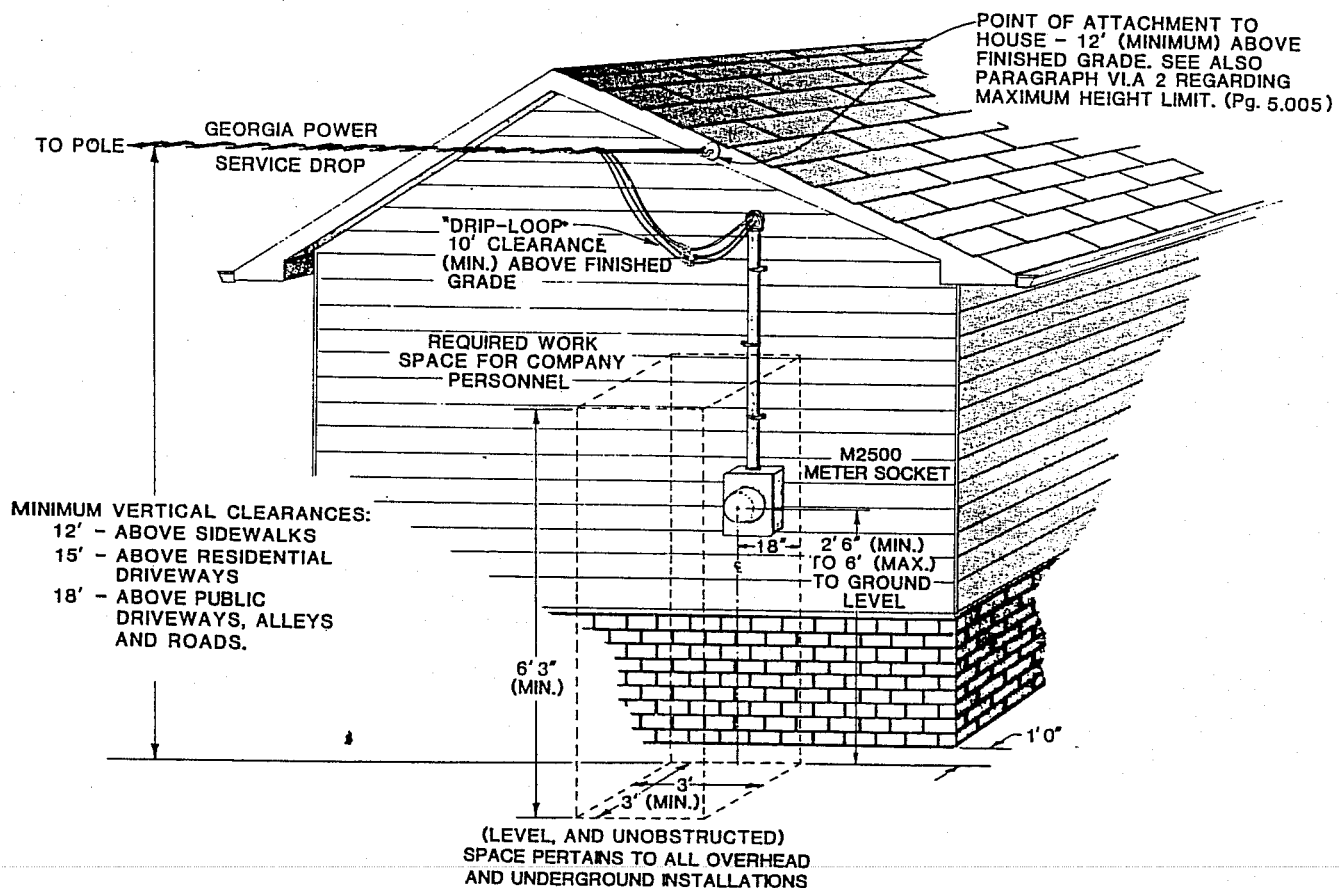 POINT OF ATTACHMENT TO
HOUSE - 12' (MINIMUM) ABOVE
FINISHED GRADE. SEE ALSO
PARAGRAPH VI.A 2 REGARDING
MAXIMUM HEIGHT LIMIT. (Pg. 5.005)
TO POLE
GEORGIA POWER
SERVICE DROP
"DRIP-LOOP"
10' CLEARANCE
(MIN.) ABOVE FINISHED
GRADE
REQUIRED WORK
SPACE FOR COMPANY
PERSONNEL
M2500
METER SOCKET
MINIMUM VERTICAL CLEARANCES:
12' - ABOVE SIDEWALKS
15' - ABOVE RESIDENTIAL
DRIVEWAYS
18' - ABOVE PUBLIC
DRIVEWAYS, ALLEYS
AND ROADS.
18"
2'6" (MIN.)
TO 6' (MAX.)
TO GROUND
LEVEL
6'3"
(MIN.)
1'0"
3'
3' (MIN.)
(LEVEL, AND UNOBSTRUCTED)
SPACE PERTAINS TO ALL OVERHEAD
AND UNDERGROUND INSTALLATIONS